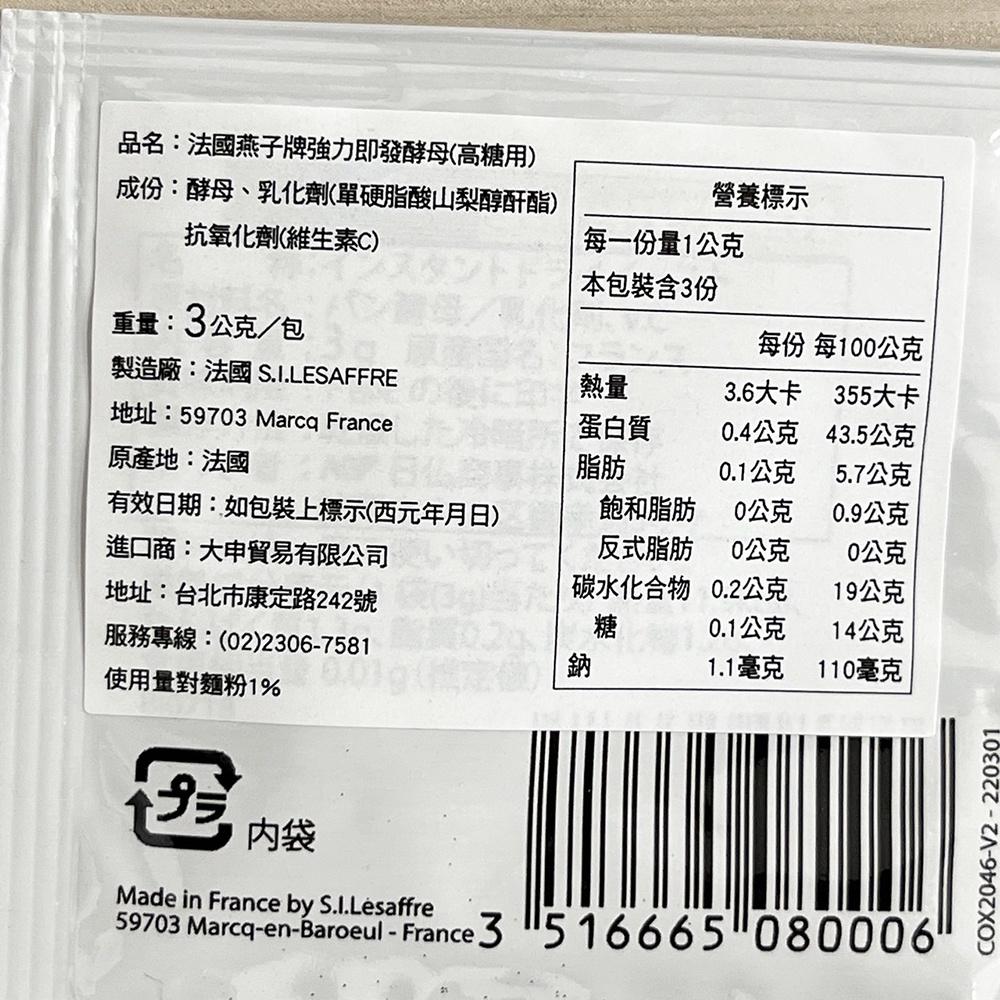 品名：法國燕子牌強力即發酵母(高糖用)
成份：酵母、乳化劑(單硬脂酸山梨醇酐酯)
抗氧化劑(維生素C)
重量：3公克／包
製造廠：法國 S.I.LESAFFRE
地址：59703 Marcq France
原產地：法國
有效日期：如包裝上標示(西元年月日)
進口商：大申貿易有限公司
地址：台北市康定路242號
服務專線：(02)2306-7581
使用量對麵粉1%
營養標示
每一份量1公克
本包裝含3份
每份 每100公克
熱量 3.6大卡 355大卡
蛋白質 0.4公克 43.5公克
脂肪 0.1公克 5.7公克
飽和脂肪 0公克 0.9公克
反式脂肪 0公克 0公克
碳水化合物 0.2公克 19公克
糖 0.1公克 14公克
鈉 1.1毫克 110毫克
プラ
内袋
Made in France by S.I.Lesaffre
59703 Marcq-en-Baroeul - France
3 516665 080006
COX2046-V2 - 220301